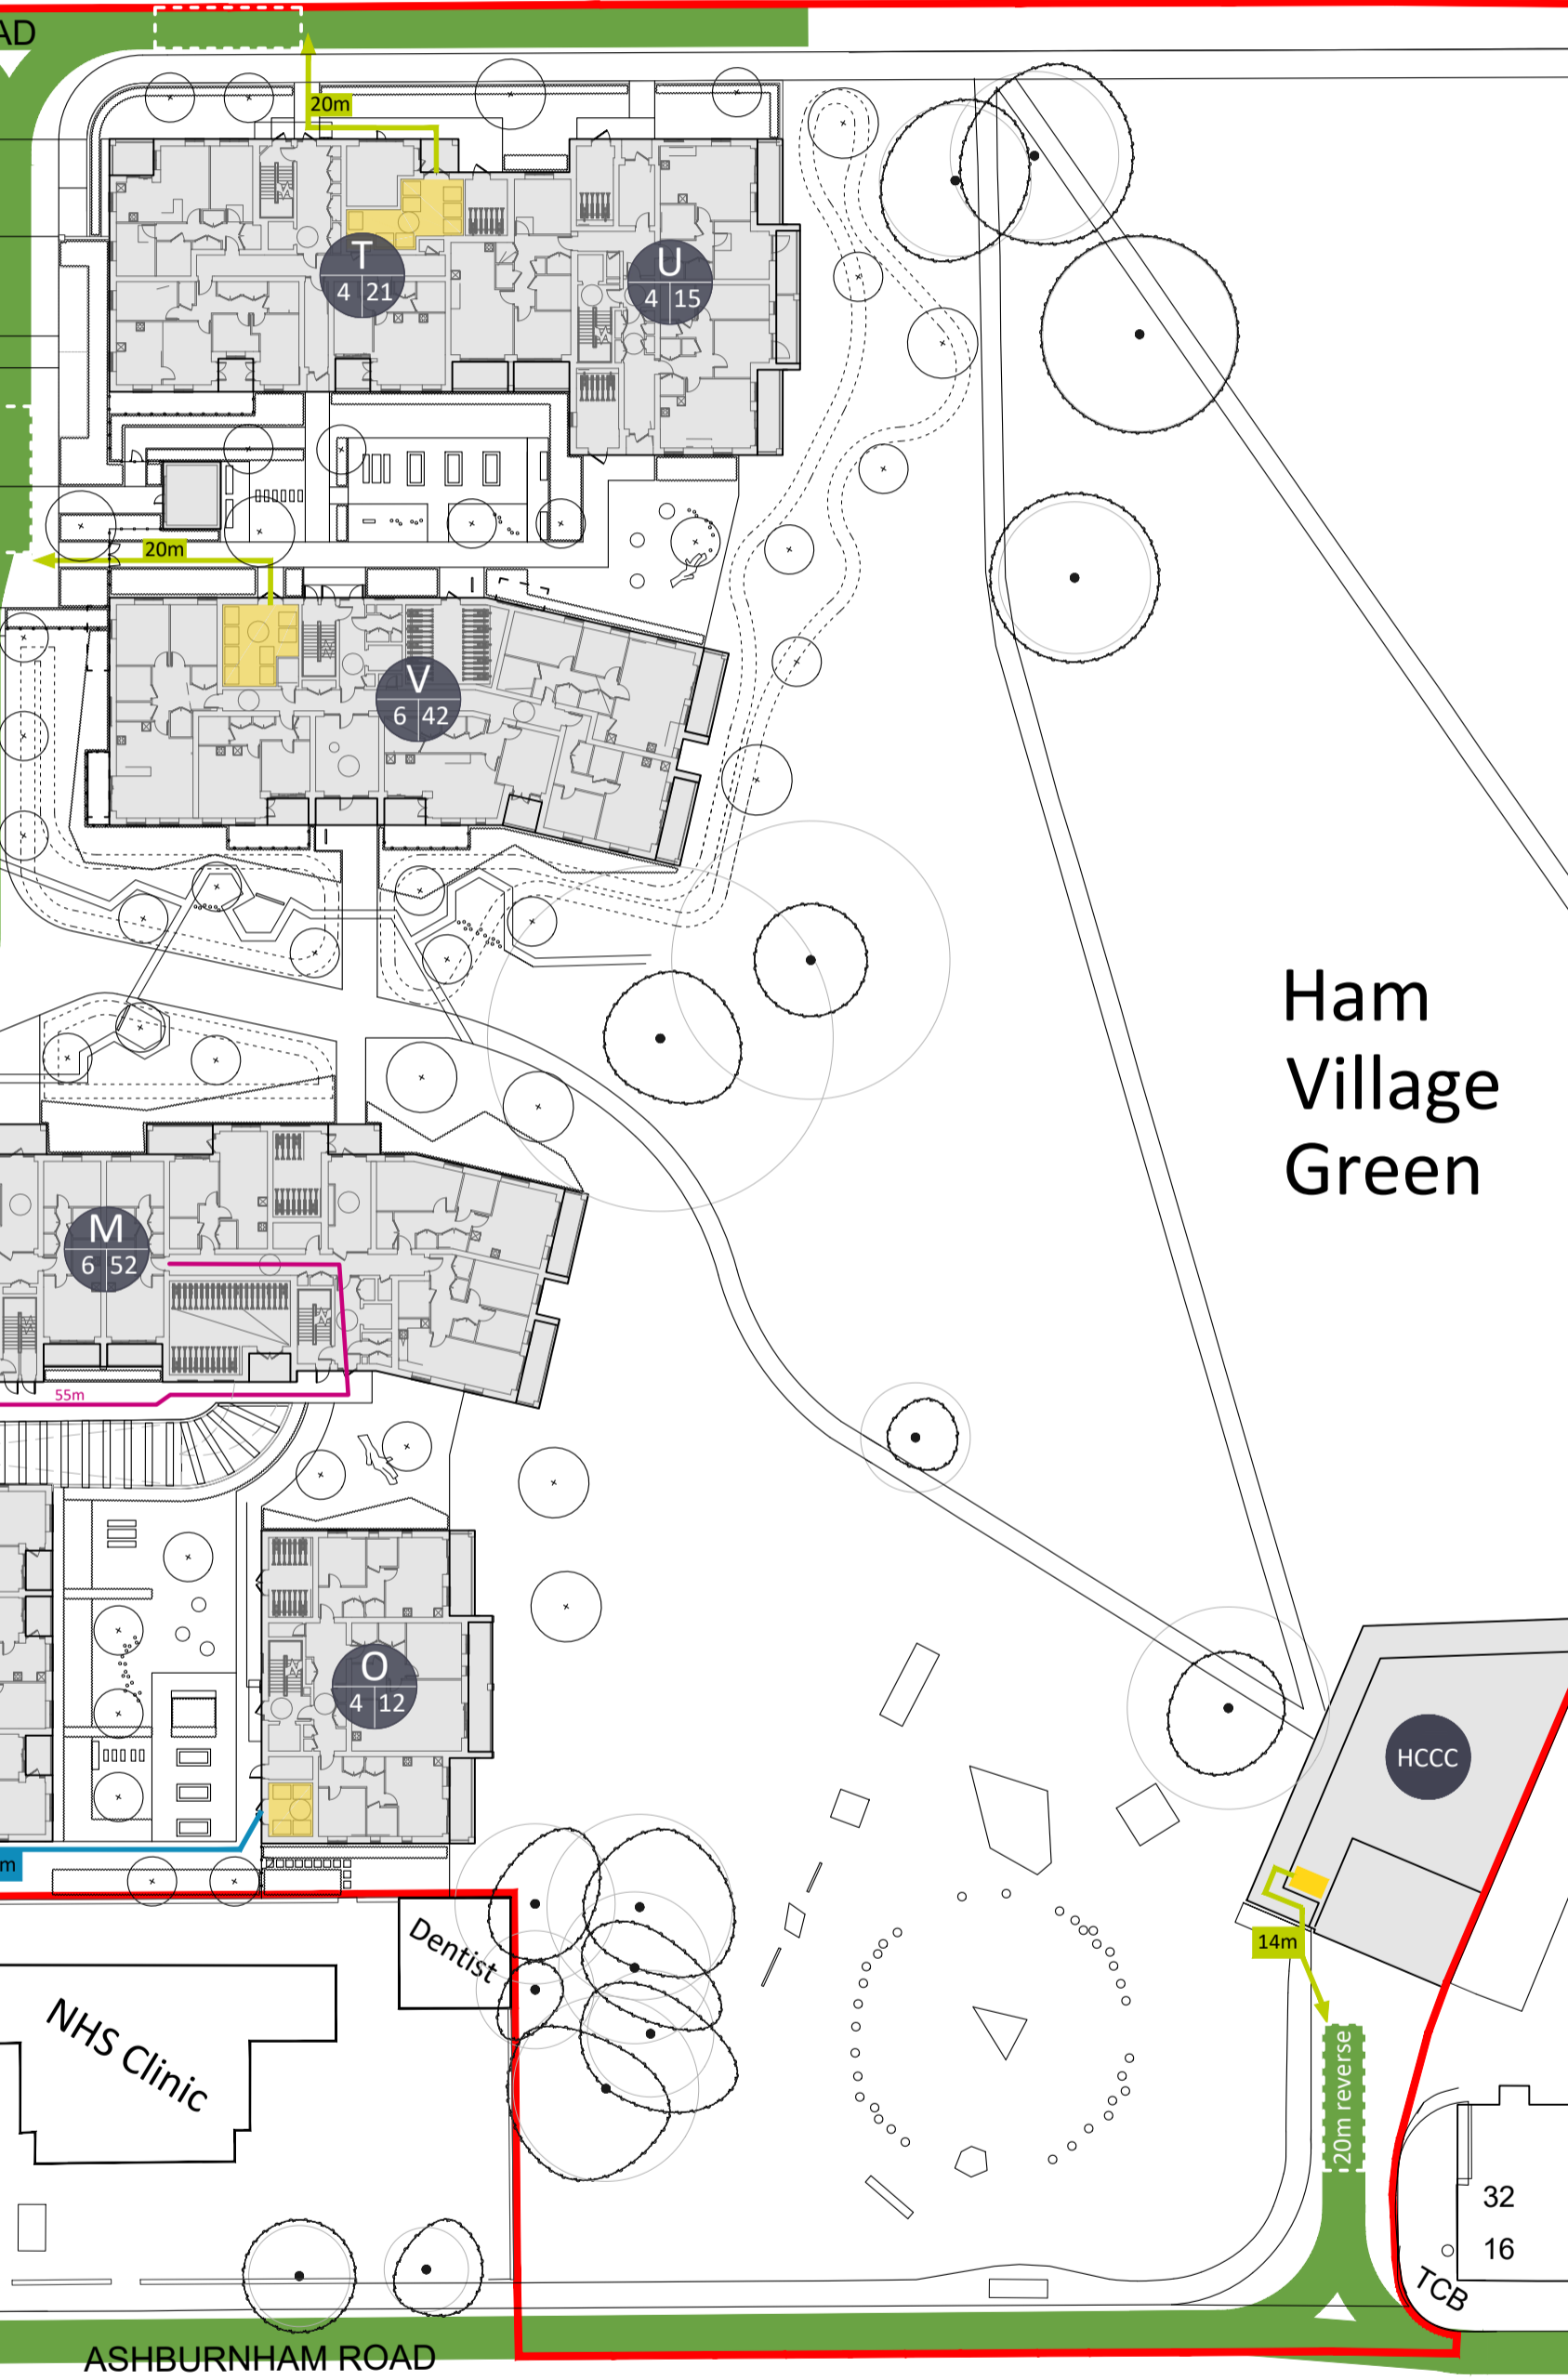 AD
20m
T
4 21
U
4 15
20m
V
6 42
Ham
Village
Green
M
6 52
55m
O
4 12
HCCC
m
Dentist
14m
NHS Clinic
20m reverse
32
16
TCB
ASHBURNHAM ROAD